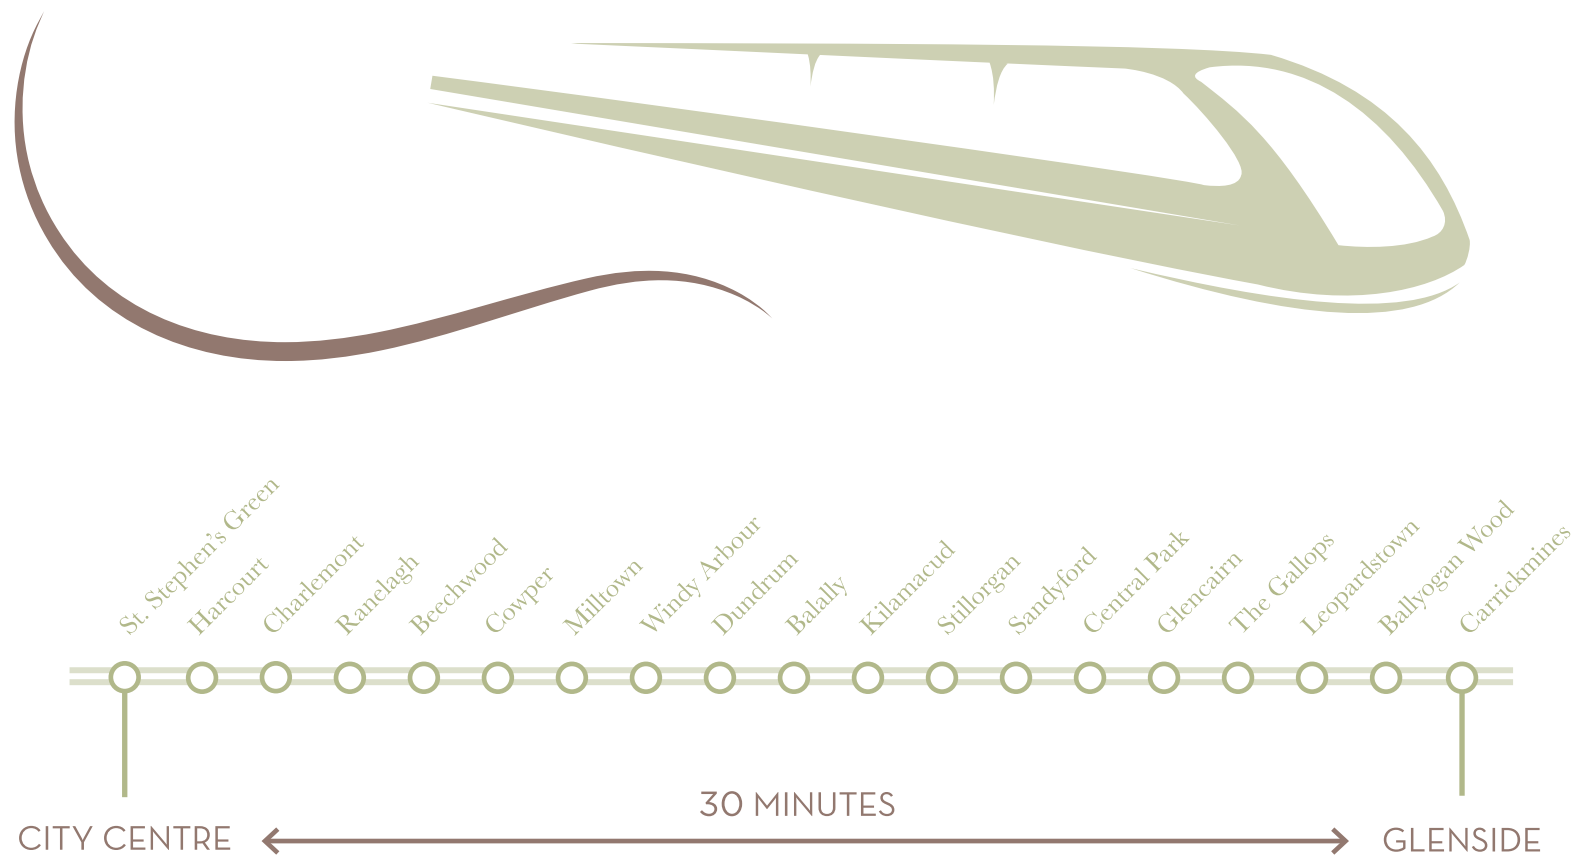 St. Stephen's Green
Harcourt
Charlemont
Ranelagh
Beechwood
Cowper
Milltown
Windy Arbour
Dundrum
Balally
Kilamacud
Stillorgan
Sandyford
Central Park
Glencairn
The Gallops
Leopardstown
Ballyogan Wood
Carrickmines
30 MINUTES
CITY CENTRE
GLENSIDE